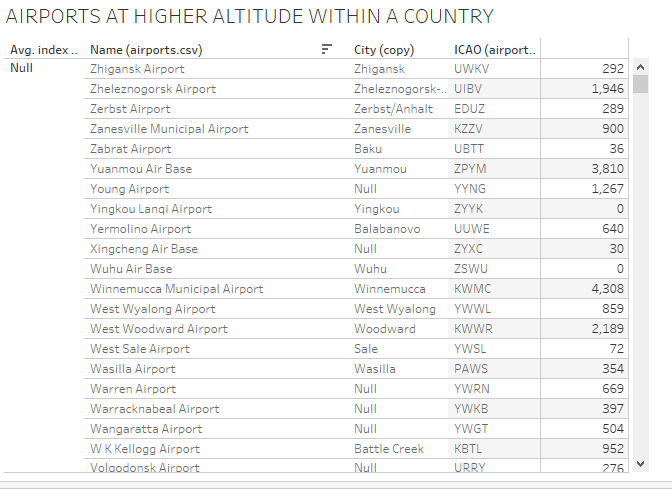 AIRPORTS AT HIGHER ALTITUDE WITHIN A COUNTRY
Avg. index .. Name (airports.csv) City (copy) ICAO (airport..
Null Zhigansk Airport Zhigansk UWKV 292
Zheleznogorsk Airport Zheleznogorsk-.. UIBV 1,946
Zerbst Airport Zerbst/Anhalt EDUZ 289
Zanesville Municipal Airport Zanesville KZZV 900
Zabrat Airport Baku UBTT 36
Yuanmou Air Base Yuanmou ZPYM 3,810
Young Airport Null YYNG 1,267
Yingkou Lanqi Airport Yingkou ZYYK 0
Yermolino Airport Balabanovo UUWE 640
Xingcheng Air Base Null ZYXC 30
Wuhu Air Base Wuhu ZSWU 0
Winnemucca Municipal Airport Winnemucca KWMC 4,308
West Wyalong Airport West Wyalong YWWL 859
West Woodward Airport Woodward KWWR 2,189
West Sale Airport Sale YWSL 72
Wasilla Airport Wasilla PAWS 354
Warren Airport Null YWRN 669
Warracknabeal Airport Null YWKB 397
Wangaratta Airport Null YWGT 504
W K Kellogg Airport Battle Creek KBTL 952
Volgodonsk Airport Null URRY 276